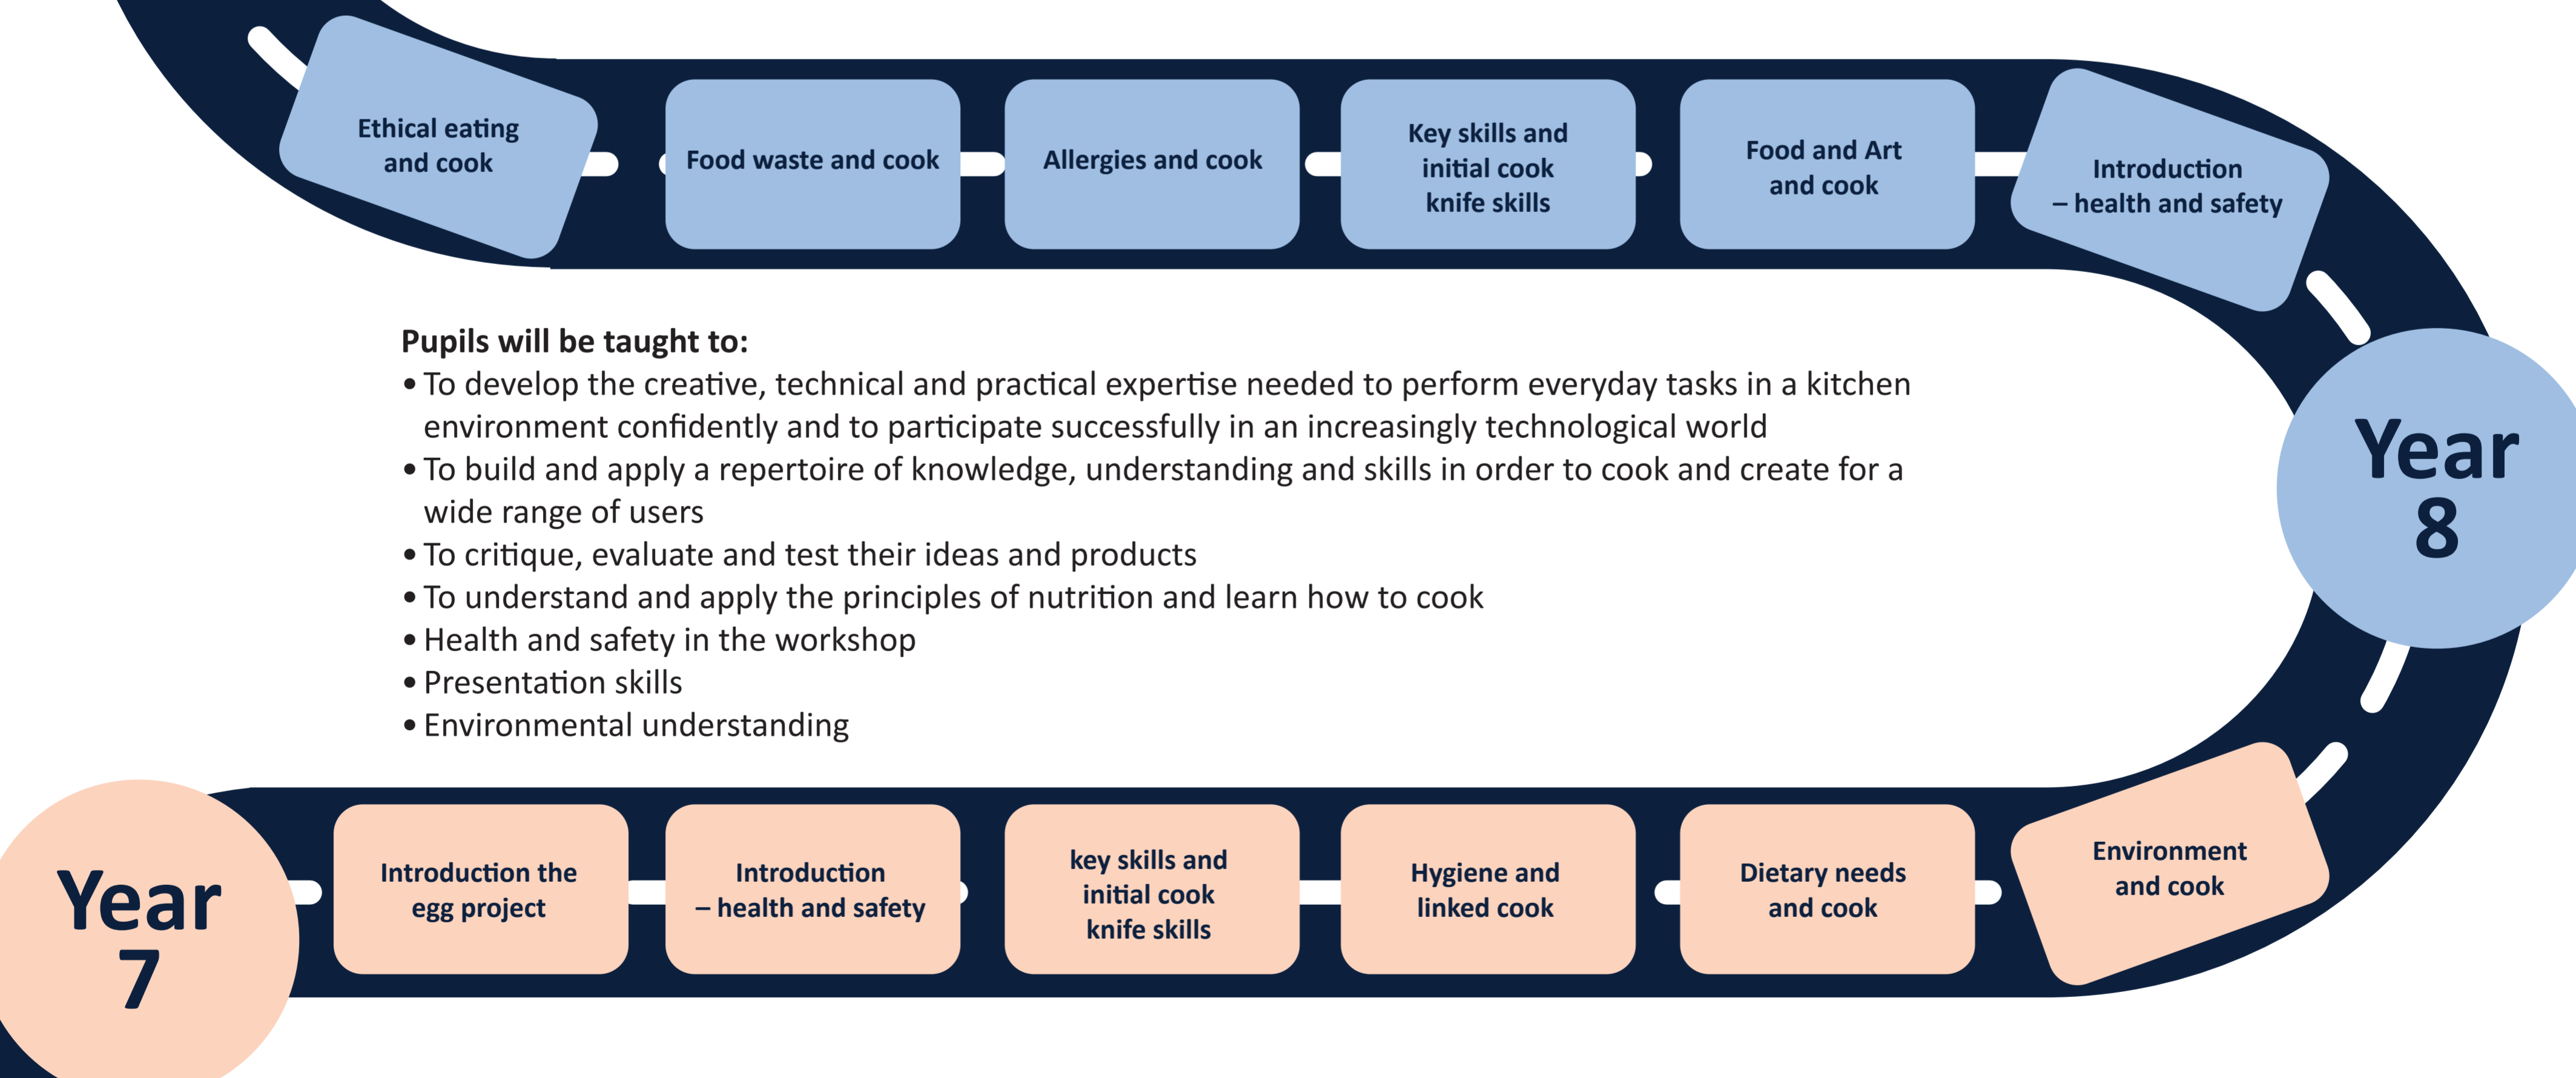 Ethical eating
and cook
Food waste and cook
Allergies and cook
Key skills and
initial cook
knife skills
Food and Art
and cook
Introduction
– health and safety
Pupils will be taught to:
• To develop the creative, technical and practical expertise needed to perform everyday tasks in a kitchen
environment confidently and to participate successfully in an increasingly technological world
• To build and apply a repertoire of knowledge, understanding and skills in order to cook and create for a
wide range of users
• To critique, evaluate and test their ideas and products
• To understand and apply the principles of nutrition and learn how to cook
• Health and safety in the workshop
• Presentation skills
• Environmental understanding
Year
8
Year
7
Introduction the
egg project
Introduction
– health and safety
key skills and
initial cook
knife skills
Hygiene and
linked cook
Dietary needs
and cook
Environment
and cook